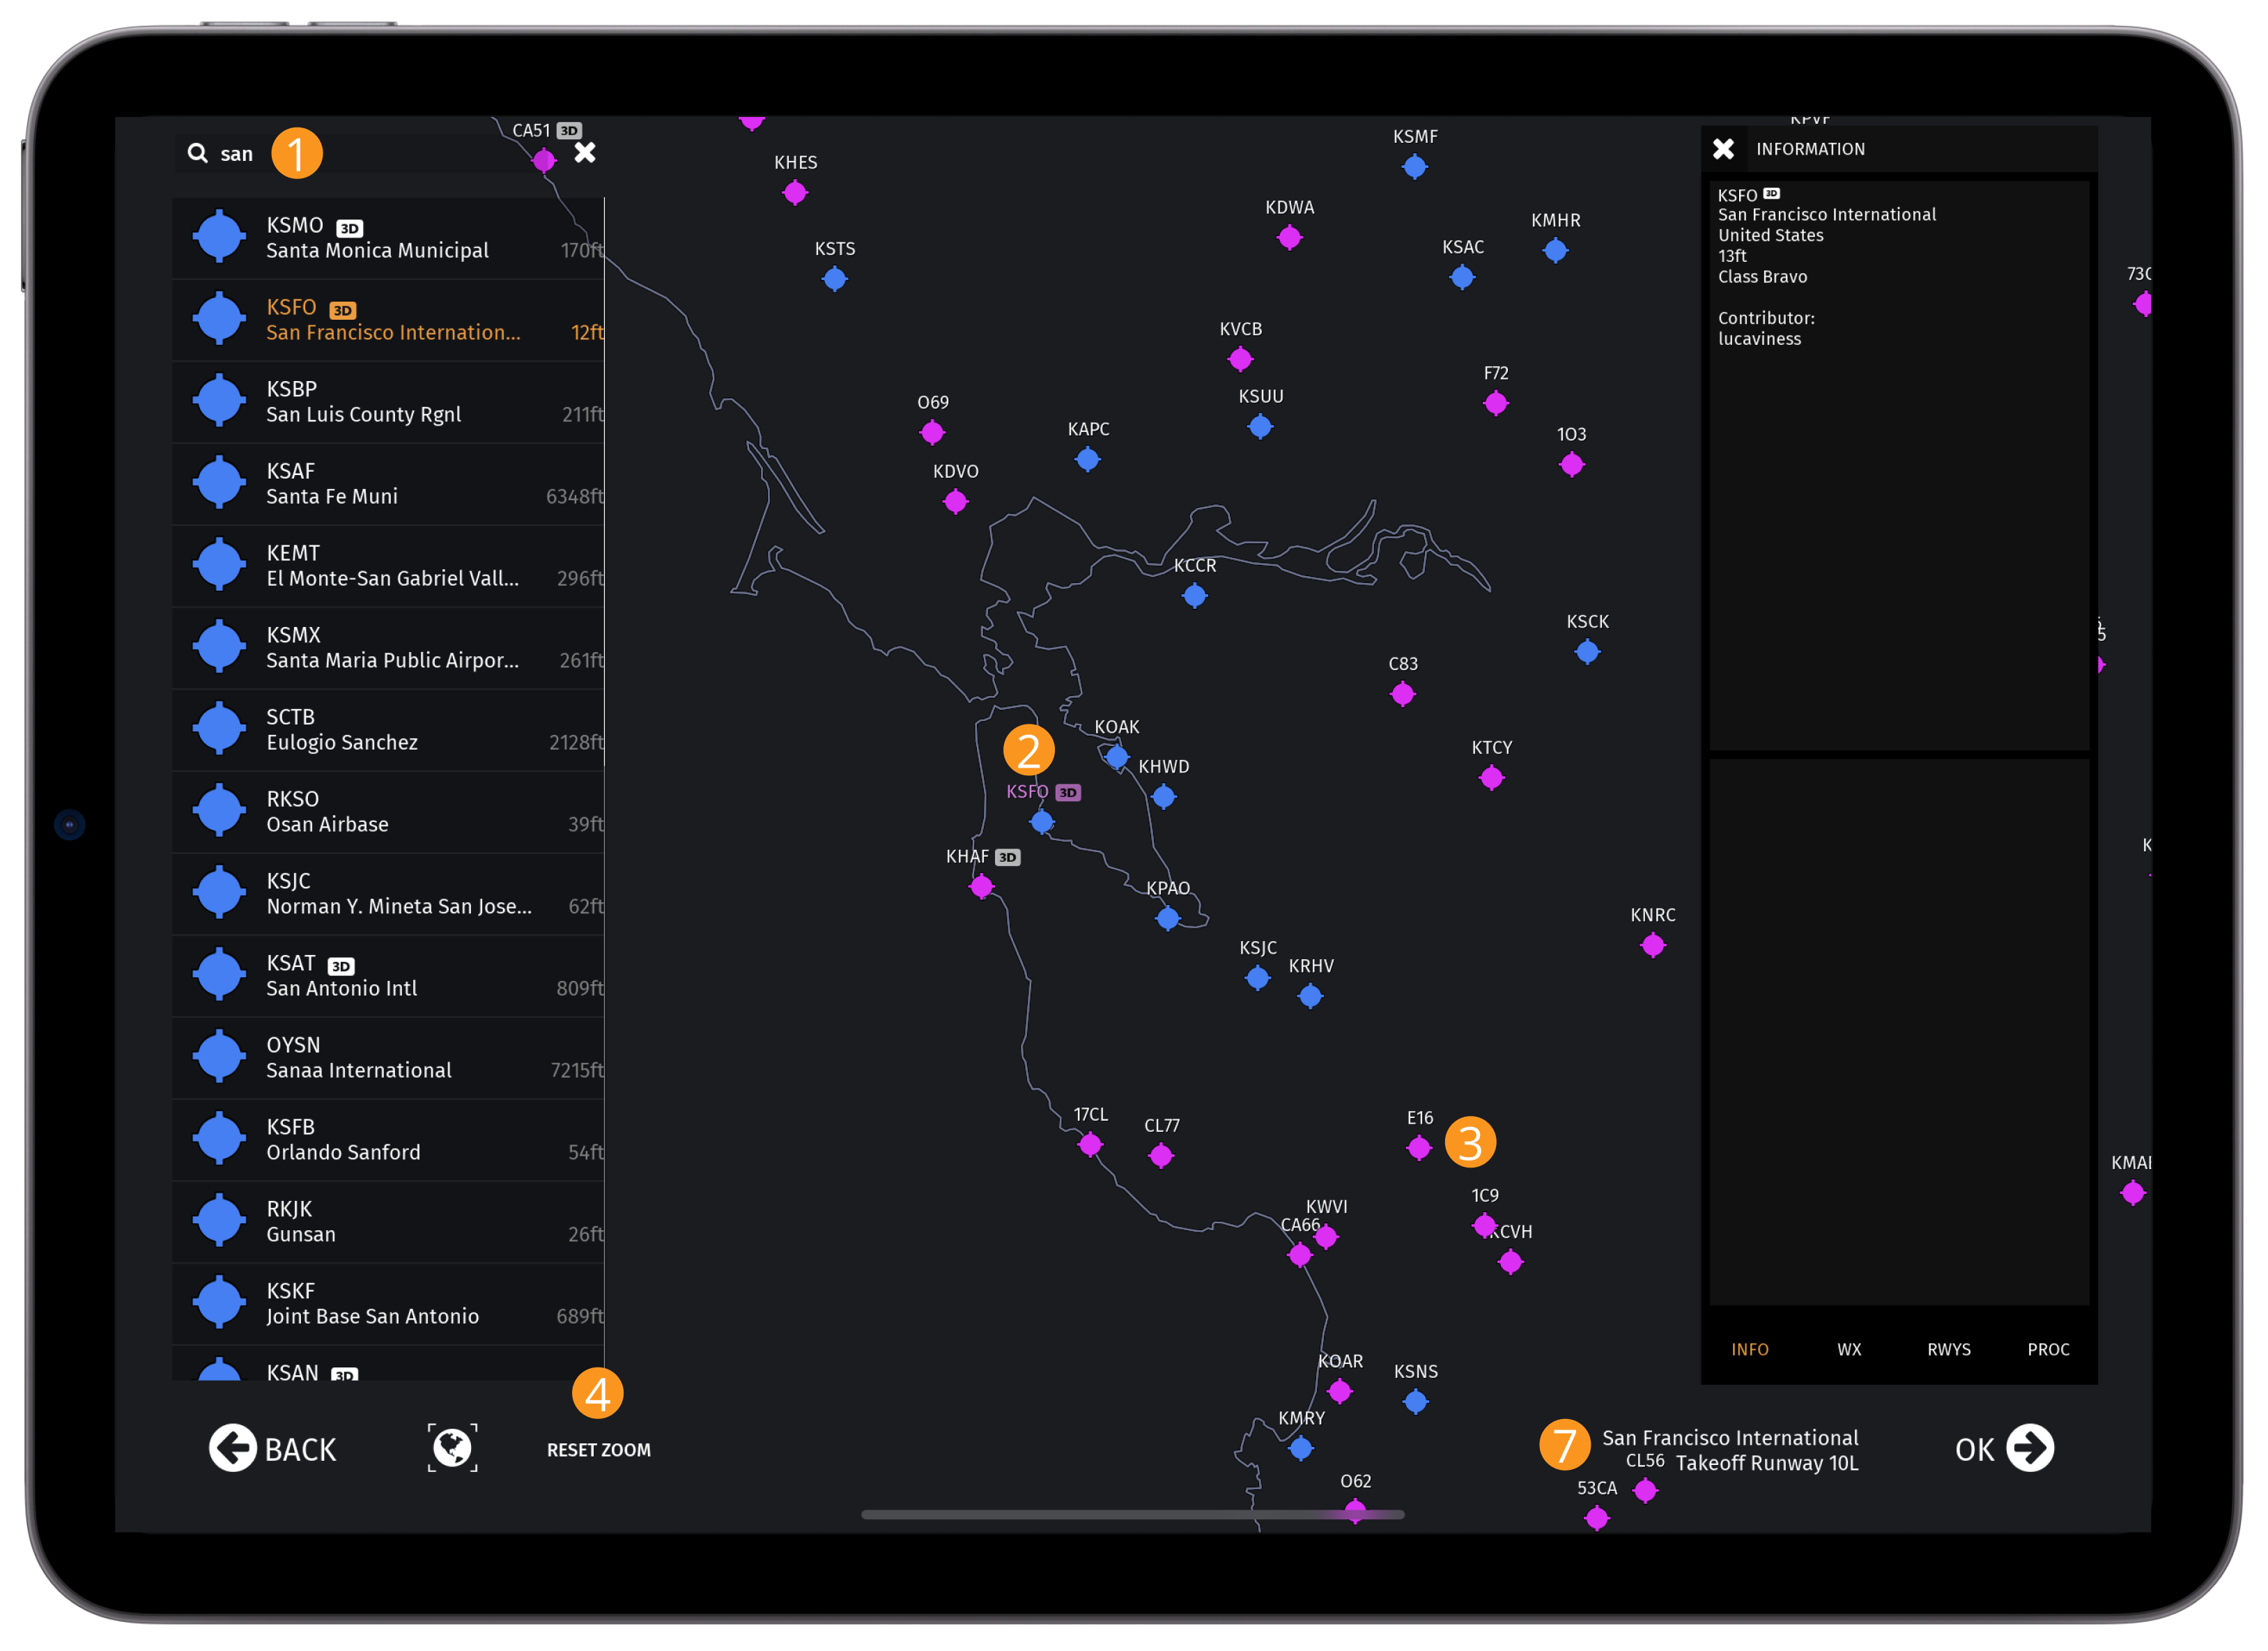 san
1
KSMO 3D
Santa Monica Municipal 170ft
KSFO 3D
San Francisco Internation... 12ft
KSBP
San Luis County Rgnl 211ft
KSAF
Santa Fe Muni 6348ft
KEMT
El Monte-San Gabriel Vall... 296ft
KSMX
Santa Maria Public Airpor... 261ft
SCTB
Eulogio Sanchez 2128ft
RKSO
Osan Airbase 39ft
KSJC
Norman Y. Mineta San Jose... 62ft
KSAT 3D
San Antonio Intl 809ft
OYSN
Sanaa International 7215ft
KSFB
Orlando Sanford 54ft
RKJK
Gunsan 26ft
KSKF
Joint Base San Antonio 689ft
KSAN 3D
4
BACK
RESET ZOOM
CA51 3D
KHES
KSMF
KDWA
KMHR
KSTS
KSAC
KVCB
F72
KSUU
O69
KAPC
1O3
KDVO
KCCR
KSCK
C83
KOAK
2
KTCY
KHWD
KSFO 3D
KHAF 3D
KPAO
KNRC
KSJC
KRHV
17CL
CL77
E16
3
1C9
KWVI
CA66
KCVH
KOAR
KSNS
KMRY
O62
53CA
CL56
KPVF
INFORMATION
KSFO 3D
San Francisco International
United States
13ft
Class Bravo
Contributor:
lucaviness
INFO WX RWYS PROC
7
San Francisco International
Takeoff Runway 10L
OK